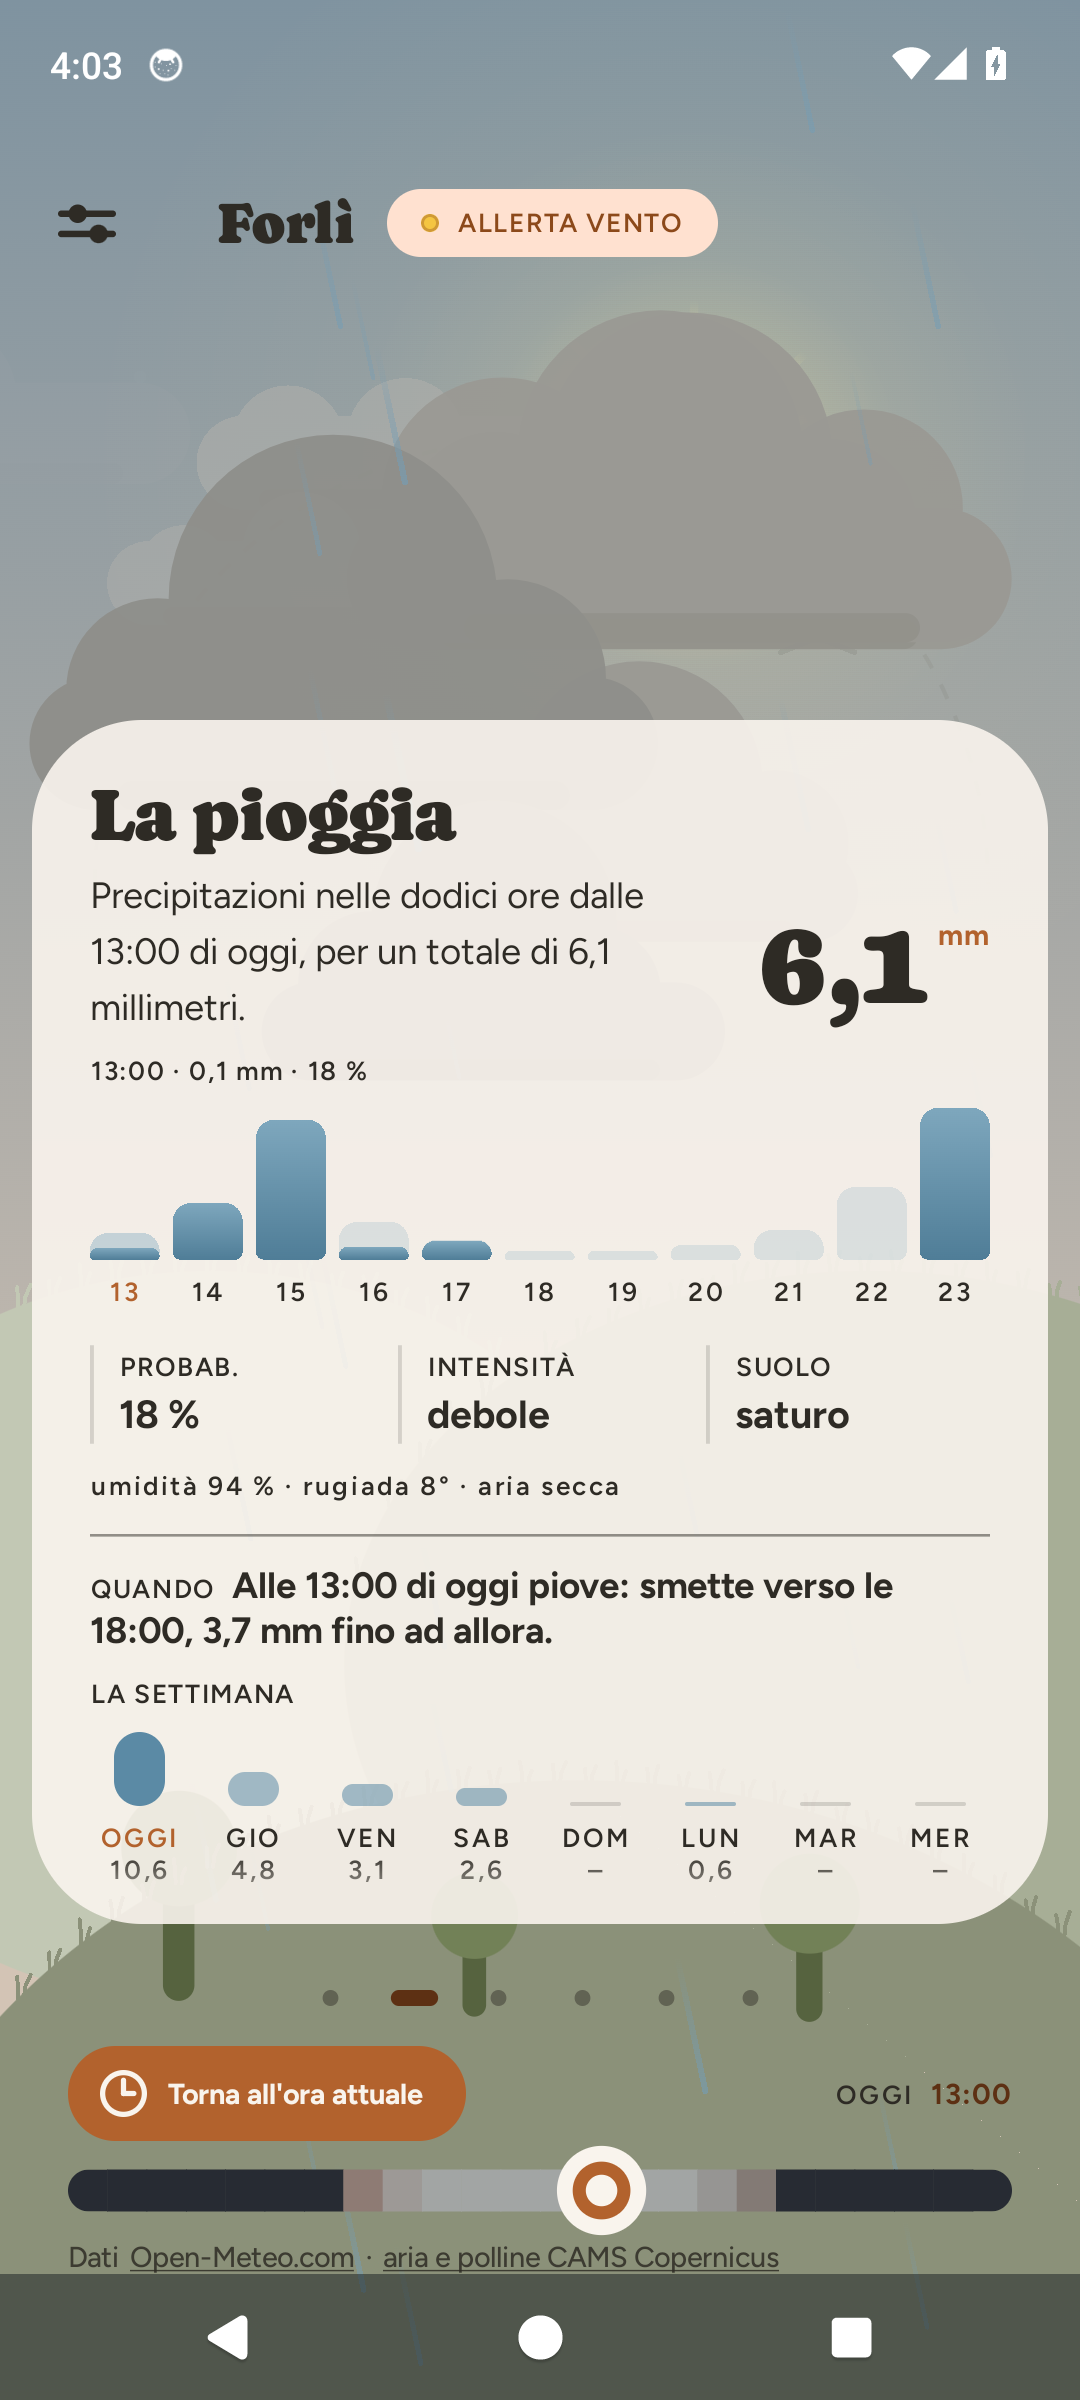 4:03
Forlì
ALLERTA VENTO
La pioggia
Precipitazioni nelle dodici ore dalle
13:00 di oggi, per un totale di 6,1
millimetri.
6,1 mm
13:00 · 0,1 mm · 18 %
13 14 15 16 17 18 19 20 21 22 23
PROBAB. INTENSITÀ SUOLO
18 % debole saturo
umidità 94 % · rugiada 8° · aria secca
QUANDO Alle 13:00 di oggi piove: smette verso le
18:00, 3,7 mm fino ad allora.
LA SETTIMANA
OGGI GIO VEN SAB DOM LUN MAR MER
10,6 4,8 3,1 2,6 – 0,6 – –
Torna all'ora attuale
OGGI 13:00
Dati Open-Meteo.com · aria e polline CAMS Copernicus